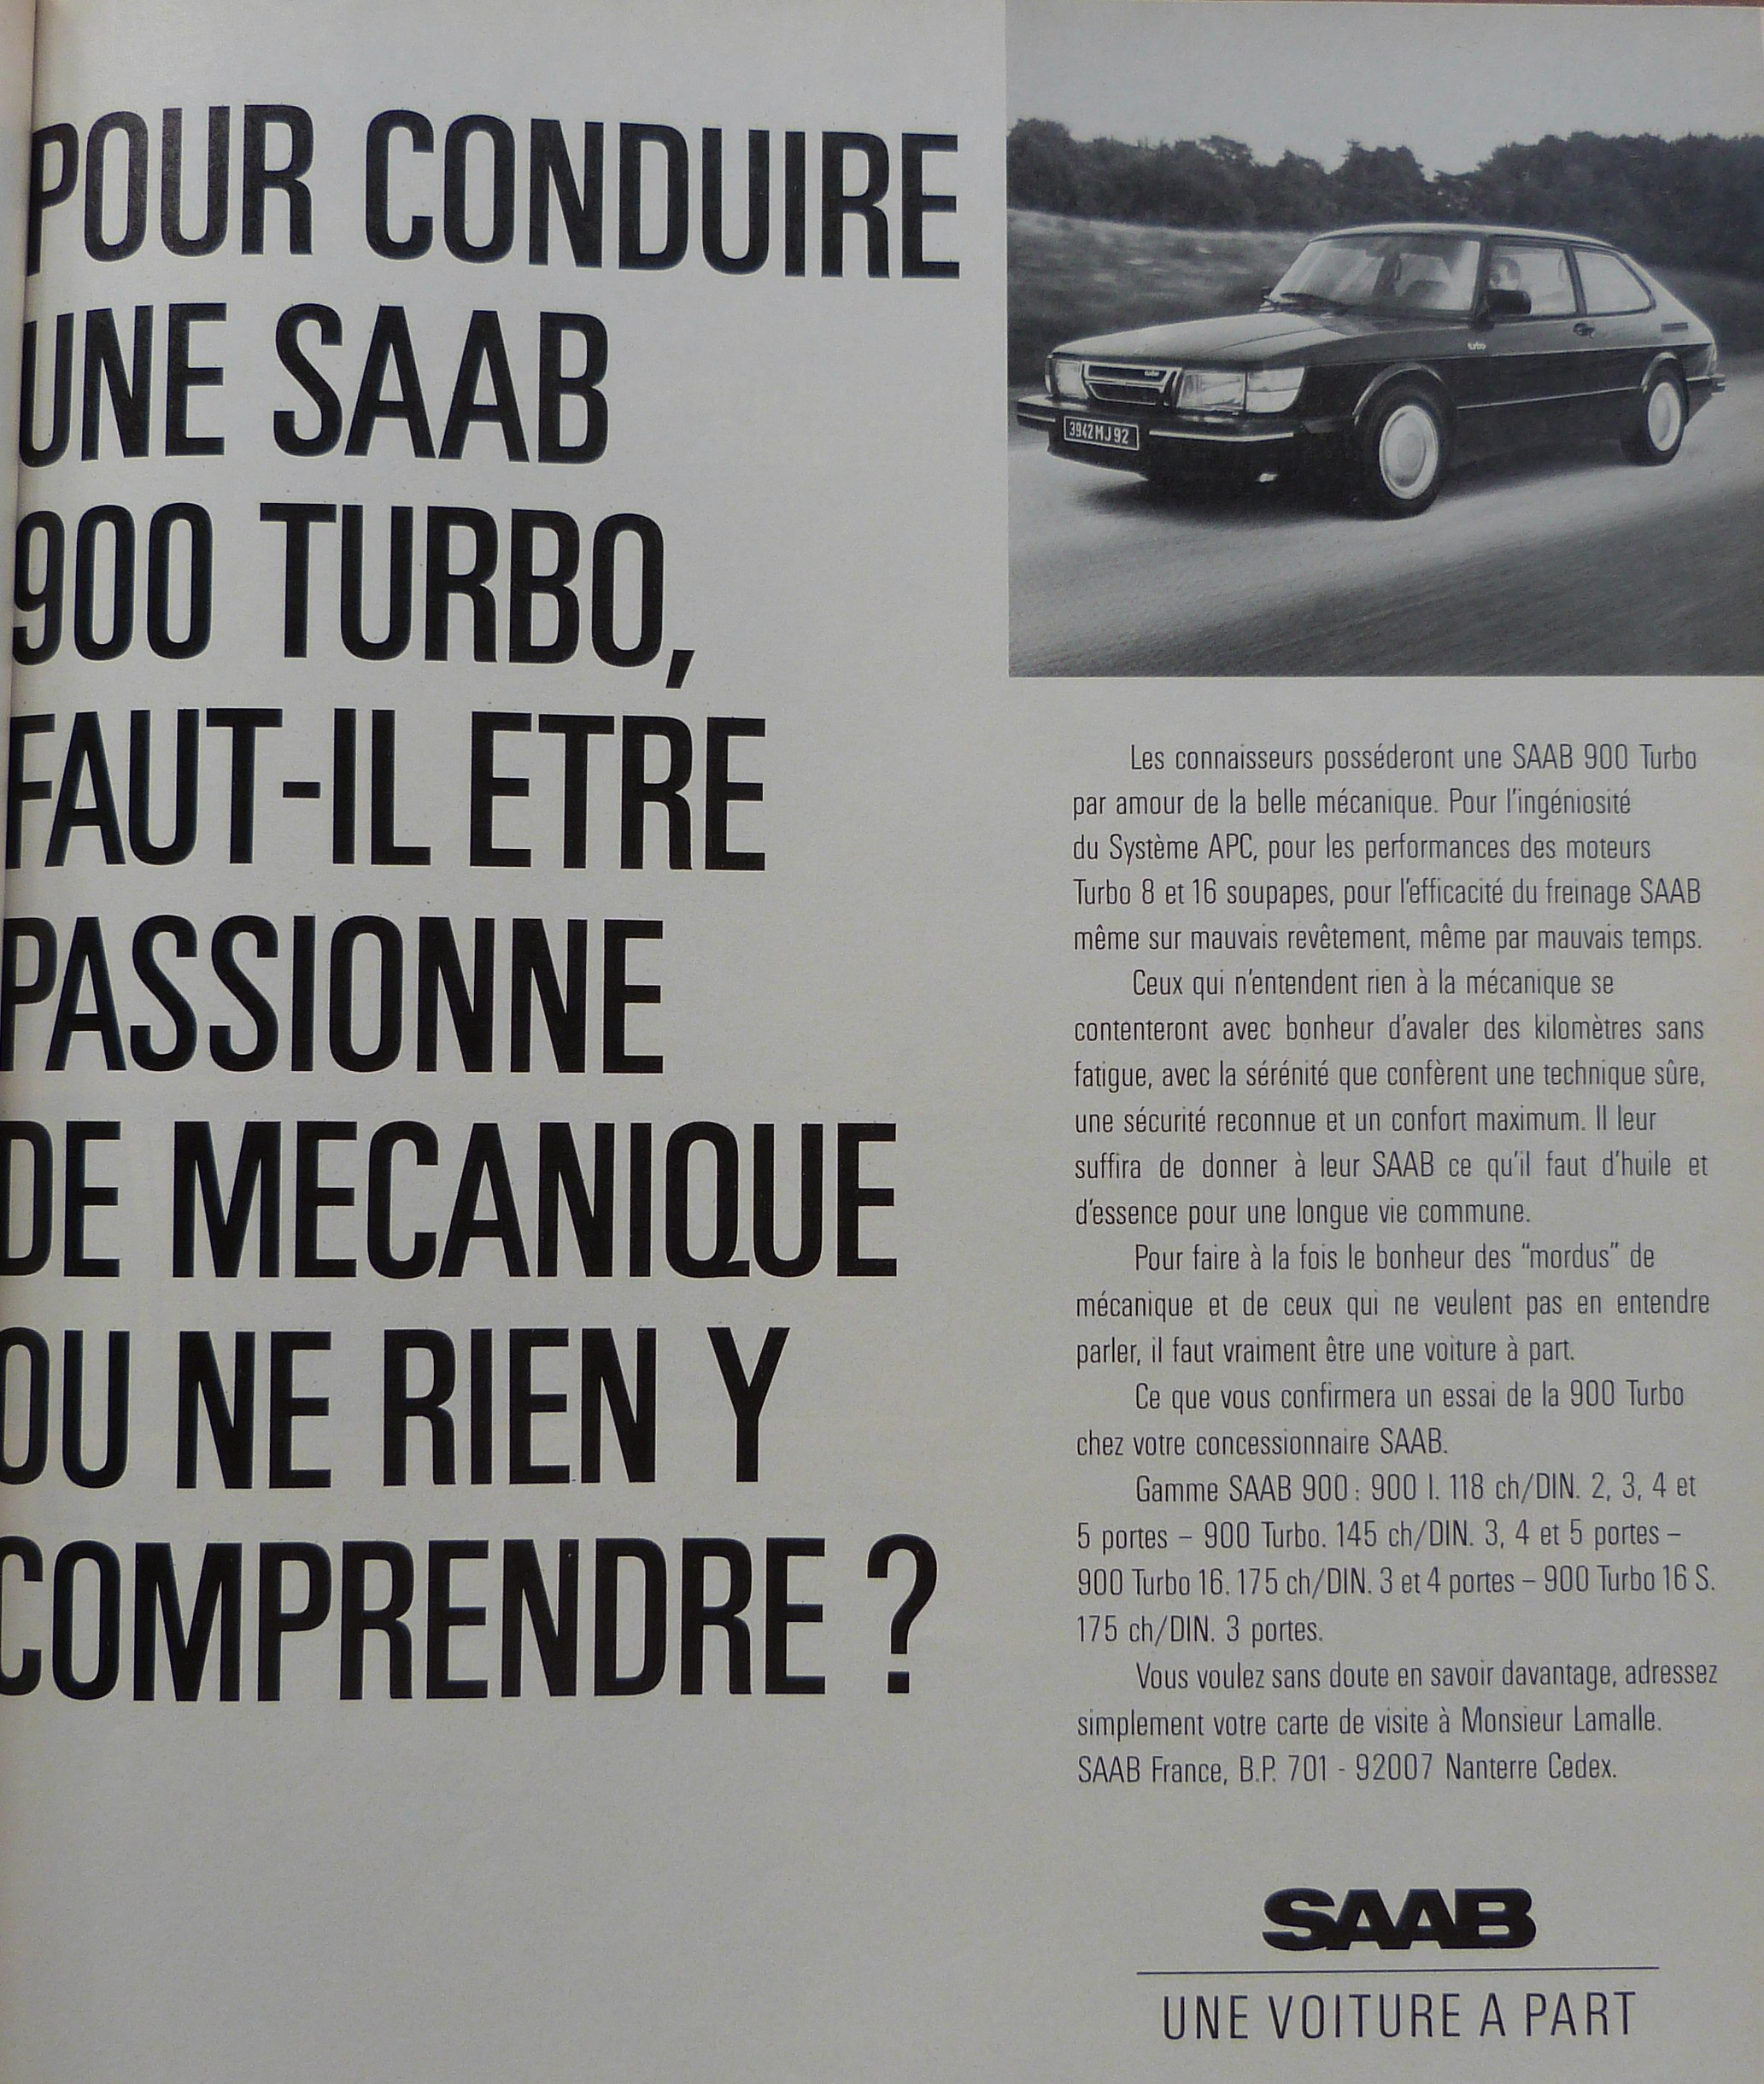 POUR CONDUIRE
UNE SAAB
900 TURBO,
FAUT-IL ETRE
PASSIONNE
DE MECANIQUE
OU NE RIEN Y
COMPRENDRE ?
turbo
turbo
3942 MJ 92
Les connaisseurs posséderont une SAAB 900 Turbo
par amour de la belle mécanique. Pour l'ingéniosité
du Système APC, pour les performances des moteurs
Turbo 8 et 16 soupapes, pour l'efficacité du freinage SAAB
même sur mauvais revêtement, même par mauvais temps.
Ceux qui n'entendent rien à la mécanique se
contenteront avec bonheur d'avaler des kilomètres sans
fatigue, avec la sérénité que confèrent une technique sûre,
une sécurité reconnue et un confort maximum. Il leur
suffira de donner à leur SAAB ce qu'il faut d'huile et
d'essence pour une longue vie commune.
Pour faire à la fois le bonheur des "mordus" de
mécanique et de ceux qui ne veulent pas en entendre
parler, il faut vraiment être une voiture à part.
Ce que vous confirmera un essai de la 900 Turbo
chez votre concessionnaire SAAB.
Gamme SAAB 900 : 900 I. 118 ch/DIN. 2, 3, 4 et
5 portes – 900 Turbo. 145 ch/DIN. 3, 4 et 5 portes –
900 Turbo 16. 175 ch/DIN. 3 et 4 portes – 900 Turbo 16 S.
175 ch/DIN. 3 portes.
Vous voulez sans doute en savoir davantage, adressez
simplement votre carte de visite à Monsieur Lamalle.
SAAB France, B.P. 701 - 92007 Nanterre Cedex.
SAAB
UNE VOITURE A PART